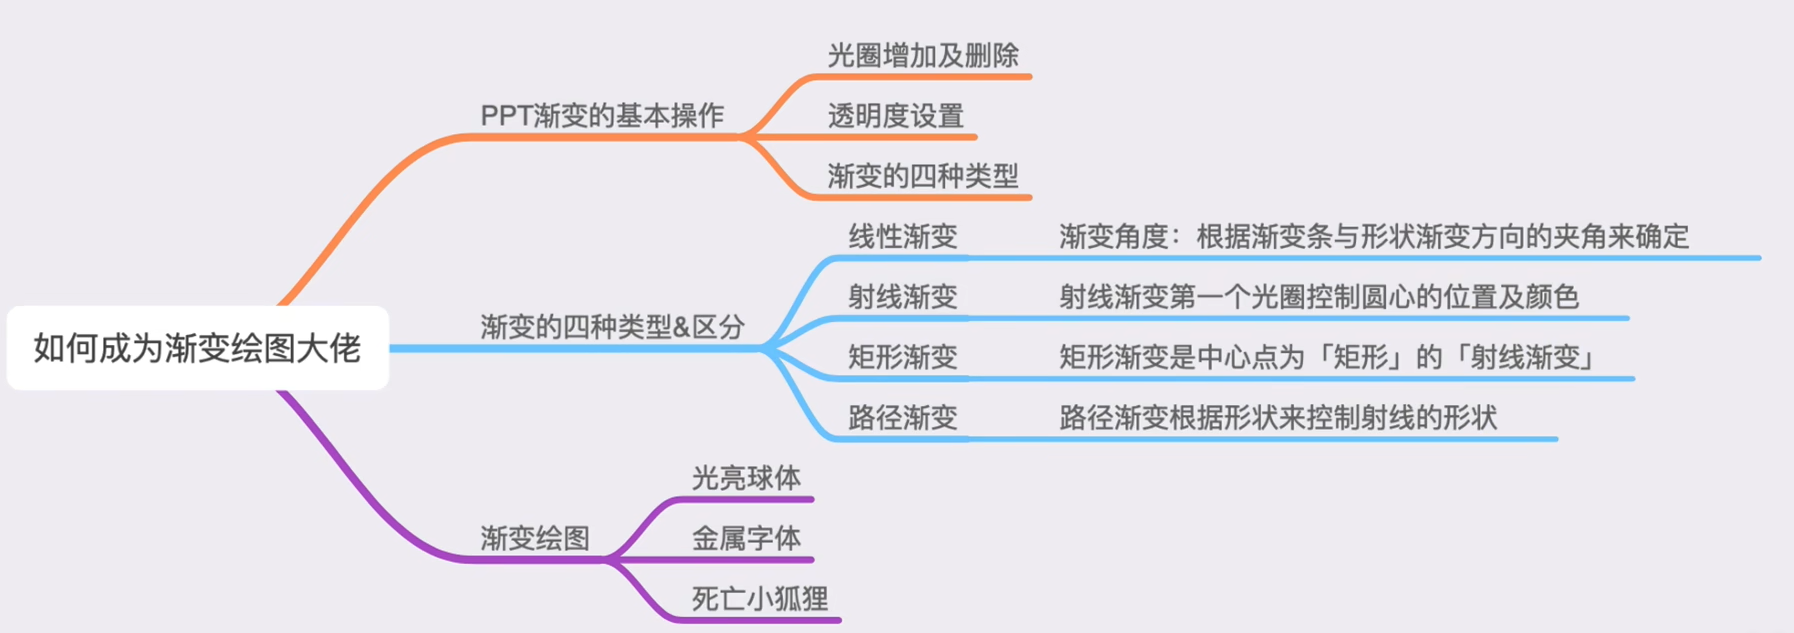 如何成为渐变绘图大佬
PPT渐变的基本操作
光圈增加及删除
透明度设置
渐变的四种类型
渐变的四种类型&区分
线性渐变
渐变角度：根据渐变条与形状渐变方向的夹角来确定
射线渐变
射线渐变第一个光圈控制圆心的位置及颜色
矩形渐变
矩形渐变是中心点为「矩形」的「射线渐变」
路径渐变
路径渐变根据形状来控制射线的形状
渐变绘图
光亮球体
金属字体
死亡小狐狸